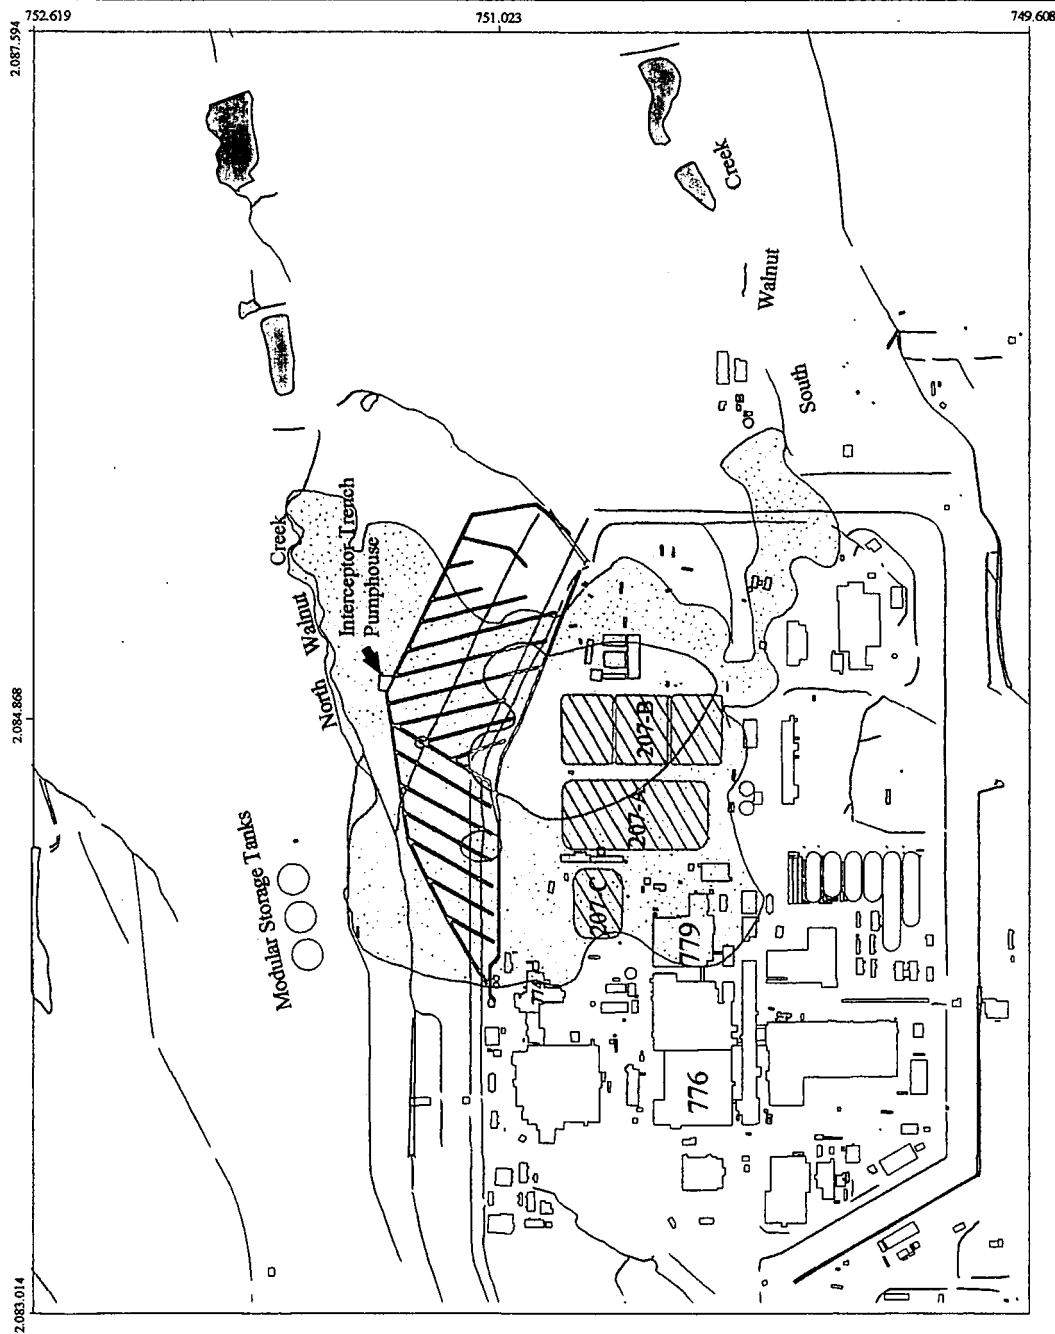 752.619
751.023
749.608
2.087.594
2.084.868
2.083.014
Creek
Walnut
South
Creek
Walnut
North
Interceptor Trench
Pumphouse
Modular Storage Tanks
207-B
207-A
207-C
779
774
776